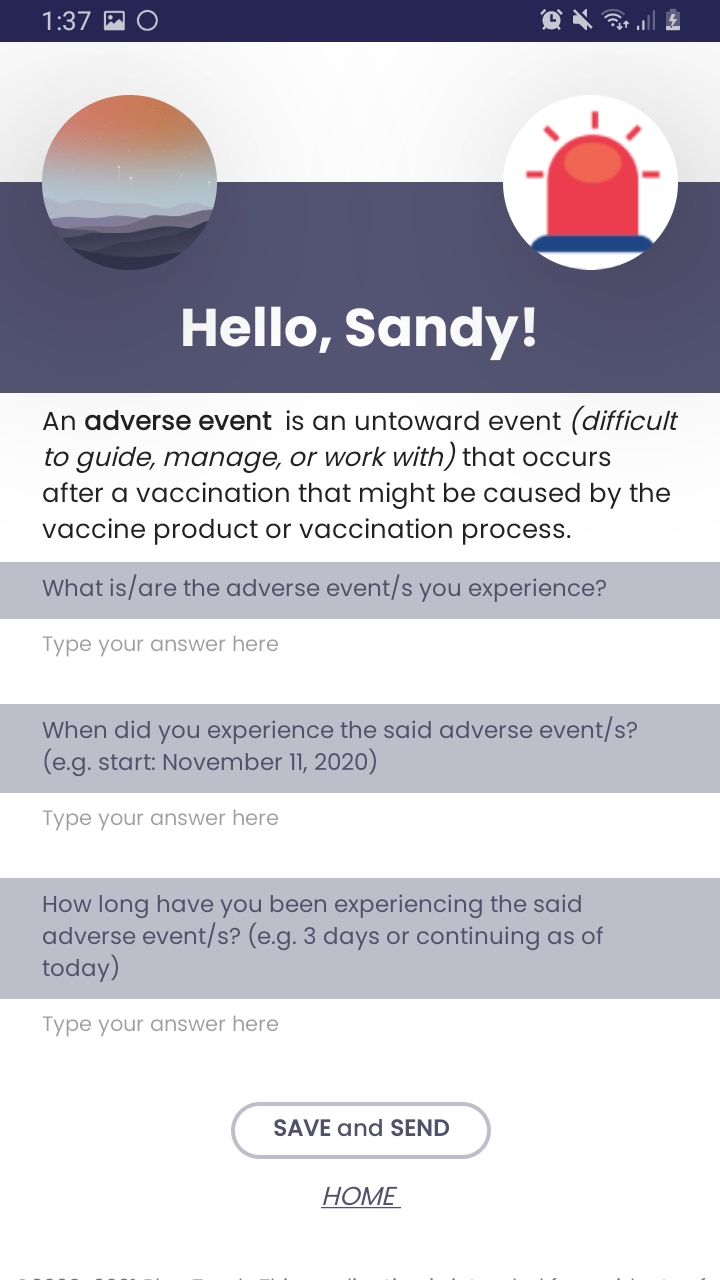 1:37
Hello, Sandy!
An adverse event is an untoward event (difficult
to guide, manage, or work with) that occurs
after a vaccination that might be caused by the
vaccine product or vaccination process.
What is/are the adverse event/s you experience?
Type your answer here
When did you experience the said adverse event/s?
(e.g. start: November 11, 2020)
Type your answer here
How long have you been experiencing the said
adverse event/s? (e.g. 3 days or continuing as of
today)
Type your answer here
SAVE and SEND
HOME